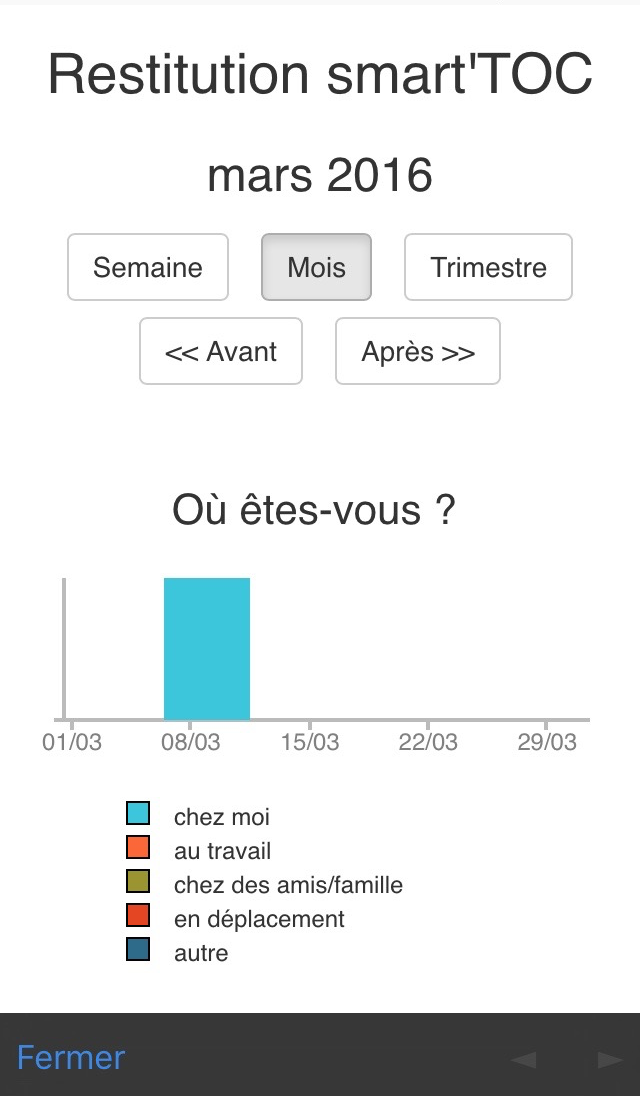 Restitution smart'TOC
mars 2016
Semaine Mois Trimestre
<< Avant Après >>
Où êtes-vous ?
01/03 08/03 15/03 22/03 29/03
chez moi
au travail
chez des amis/famille
en déplacement
autre
Fermer